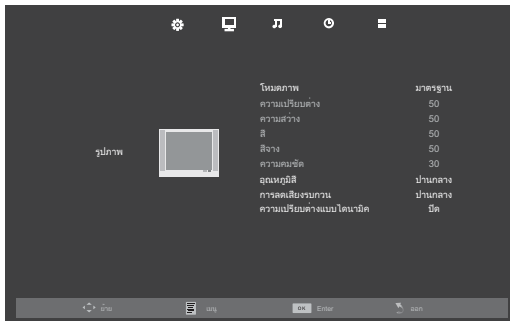 โหมดภาพ มาตรฐาน
ความเปรียบต่าง 50
ความสว่าง 50
สี 50
สีจาง 50
ความคมชัด 30
อุณหภูมิสี ปานกลาง
การลดเสียงรบกวน ปานกลาง
ความเปรียบต่างแบบไดนามิค ปิด
รูปภาพ
ย้าย เมนู OK Enter ออก